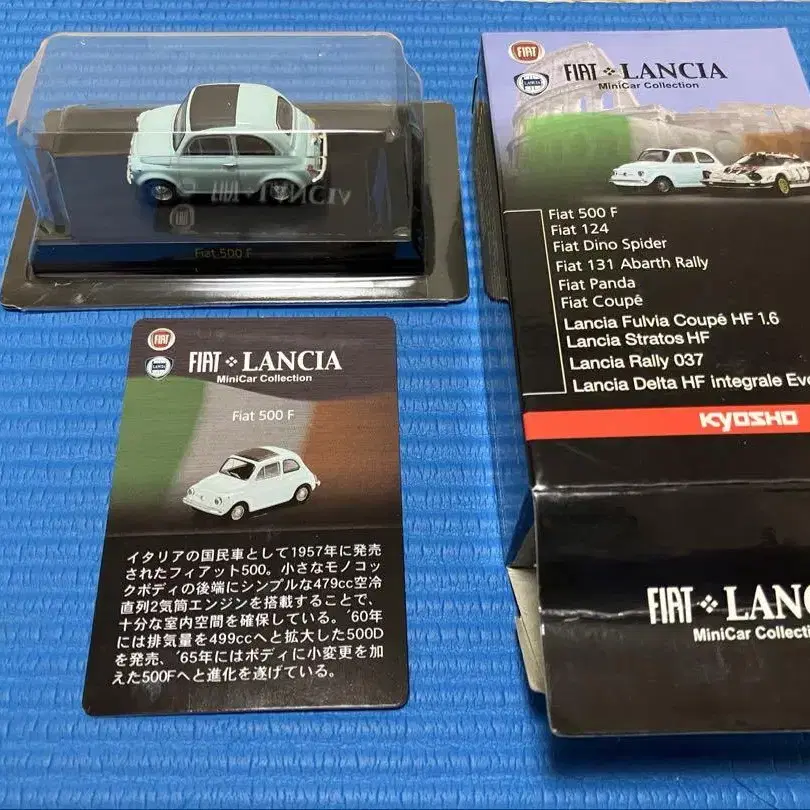 Fiat 500 F
FIAT
LANCIA
FIAT LANCIA
MiniCar Collection
Fiat 500 F
イタリアの国民車として1957年に発売
されたフィアット500。小さなモノコッ
クボディの後端にシンプルな479cc空冷
直列2気筒エンジンを搭載することで、
十分な室内空間を確保している。'60年
には排気量を499ccへと拡大した500D
を発売、'65年にはボディに小変更を加
えた500Fへと進化を遂げている。
FIAT
LANCIA
FIAT LANCIA
MiniCar Collection
Fiat 500 F
Fiat 124
Fiat Dino Spider
Fiat 131 Abarth Rally
Fiat Panda
Fiat Coupé
Lancia Fulvia Coupé HF 1.6
Lancia Stratos HF
Lancia Rally 037
Lancia Delta HF integrale Evo
KYOSHO
FIAT LANC
MiniCar Collecti